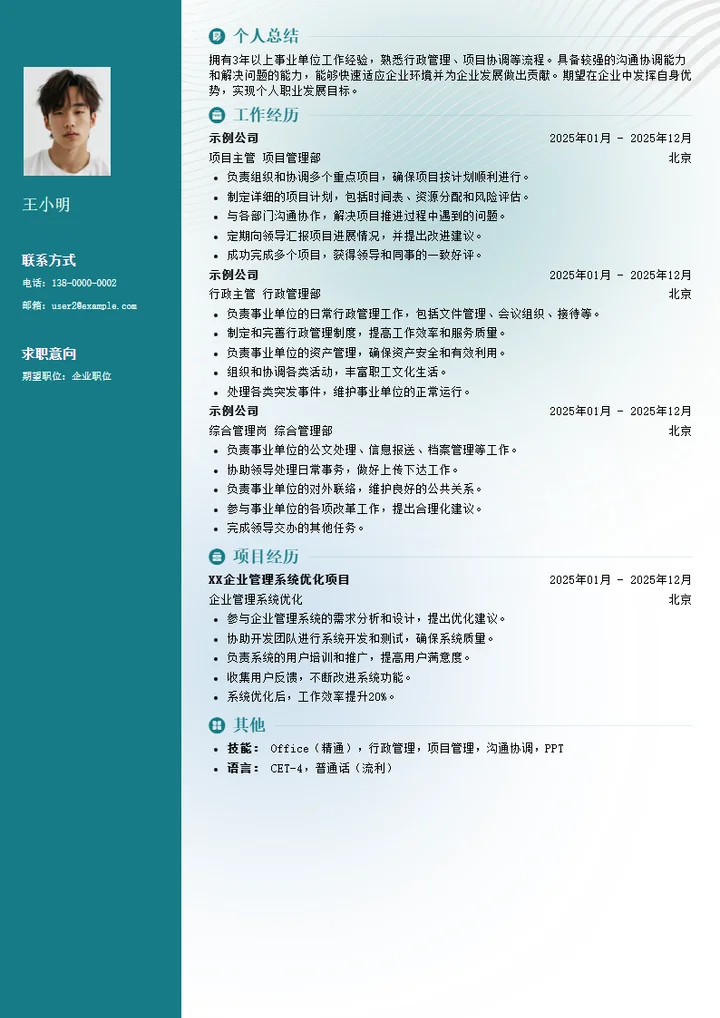 王小明
联系方式
电话：138-0000-0002
邮箱：user2@example.com
求职意向
期望职位：企业职位
个人总结
拥有3年以上事业单位工作经验，熟悉行政管理、项目协调等流程。具备较强的沟通协调能力
和解决问题的能力，能够快速适应企业环境并为企业发展做出贡献。期望在企业中发挥自身优
势，实现个人职业发展目标。
工作经历
示例公司 2025年01月 - 2025年12月
项目主管 项目管理部 北京
• 负责组织和协调多个重点项目，确保项目按计划顺利进行。
• 制定详细的项目计划，包括时间表、资源分配和风险评估。
• 与各部门沟通协作，解决项目推进过程中遇到的问题。
• 定期向领导汇报项目进展情况，并提出改进建议。
• 成功完成多个项目，获得领导和同事的一致好评。
示例公司 2025年01月 - 2025年12月
行政主管 行政管理部 北京
• 负责事业单位的日常行政管理工作，包括文件管理、会议组织、接待等。
• 制定和完善行政管理制度，提高工作效率和服务质量。
• 负责事业单位的资产管理，确保资产安全和有效利用。
• 组织和协调各类活动，丰富职工文化生活。
• 处理各类突发事件，维护事业单位的正常运行。
示例公司 2025年01月 - 2025年12月
综合管理岗 综合管理部 北京
• 负责事业单位的公文处理、信息报送、档案管理等工作。
• 协助领导处理日常事务，做好上传下达工作。
• 负责事业单位的对外联络，维护良好的公共关系。
• 参与事业单位的各项改革工作，提出合理化建议。
• 完成领导交办的其他任务。
项目经历
XX企业管理系统优化项目 2025年01月 - 2025年12月
企业管理系统优化 北京
• 参与企业管理系统的需求分析和设计，提出优化建议。
• 协助开发团队进行系统开发和测试，确保系统质量。
• 负责系统的用户培训和推广，提高用户满意度。
• 收集用户反馈，不断改进系统功能。
• 系统优化后，工作效率提升20%。
其他
• 技能： Office（精通），行政管理，项目管理，沟通协调，PPT
• 语言： CET-4，普通话（流利）